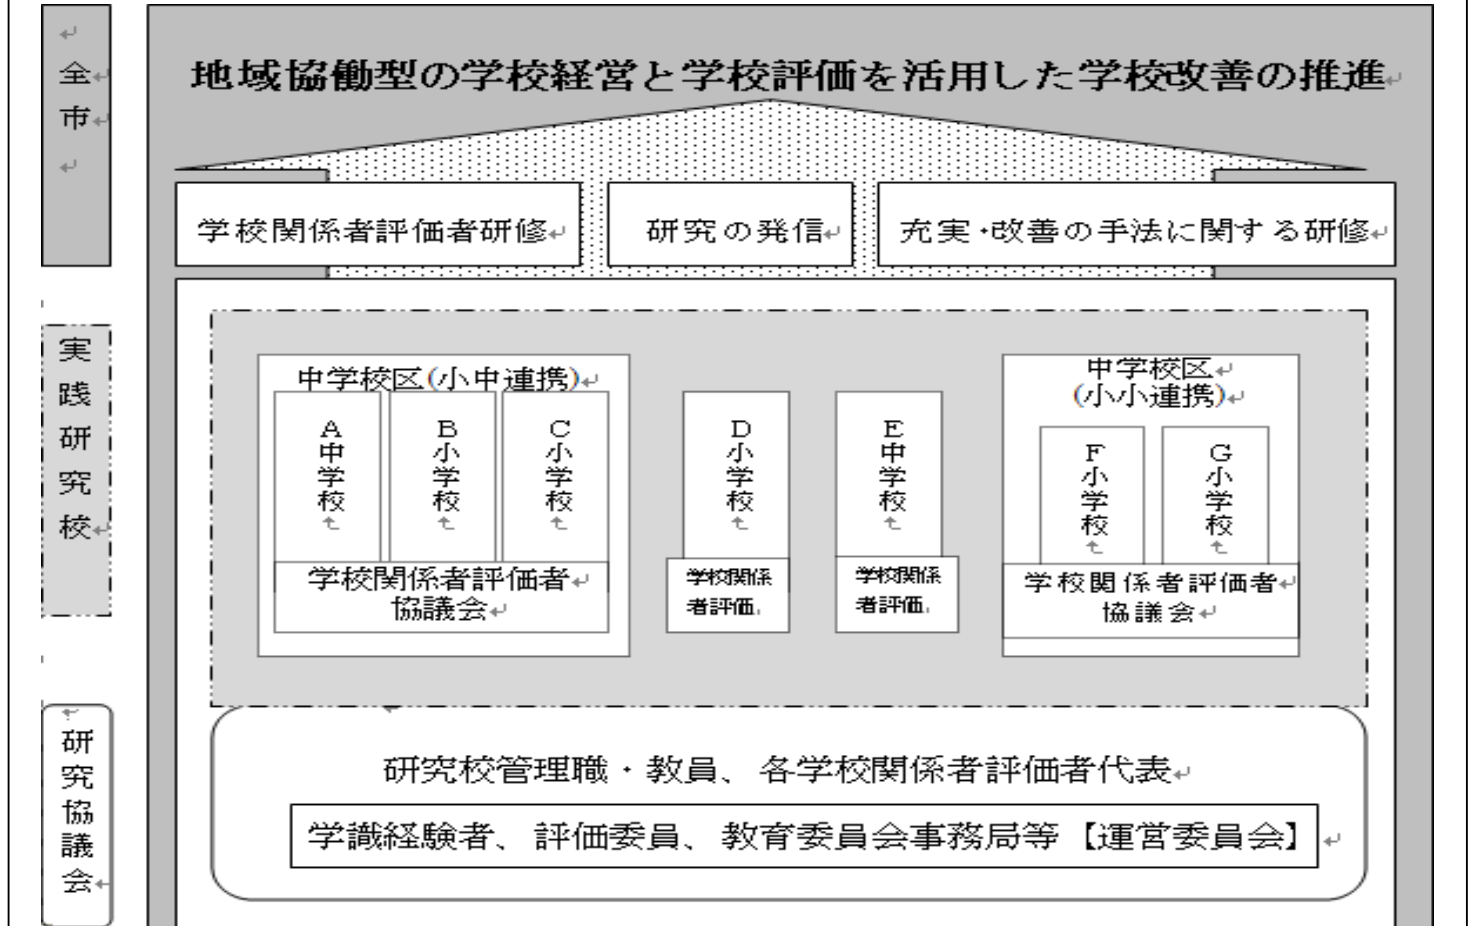 全市
地域協働型の学校経営と学校評価を活用した学校改善の推進
学校関係者評価者研修
研究の発信
充実・改善の手法に関する研修
実践研究校
中学校区(小中連携)
A中学校
B小学校
C小学校
学校関係者評価者
協議会
D小学校
学校関係
者評価
E中学校
学校関係
者評価
中学校区
(小小連携)
F小学校
G小学校
学校関係者評価者
協議会
研究協議会
研究校管理職・教員、各学校関係者評価者代表
学識経験者、評価委員、教育委員会事務局等【運営委員会】